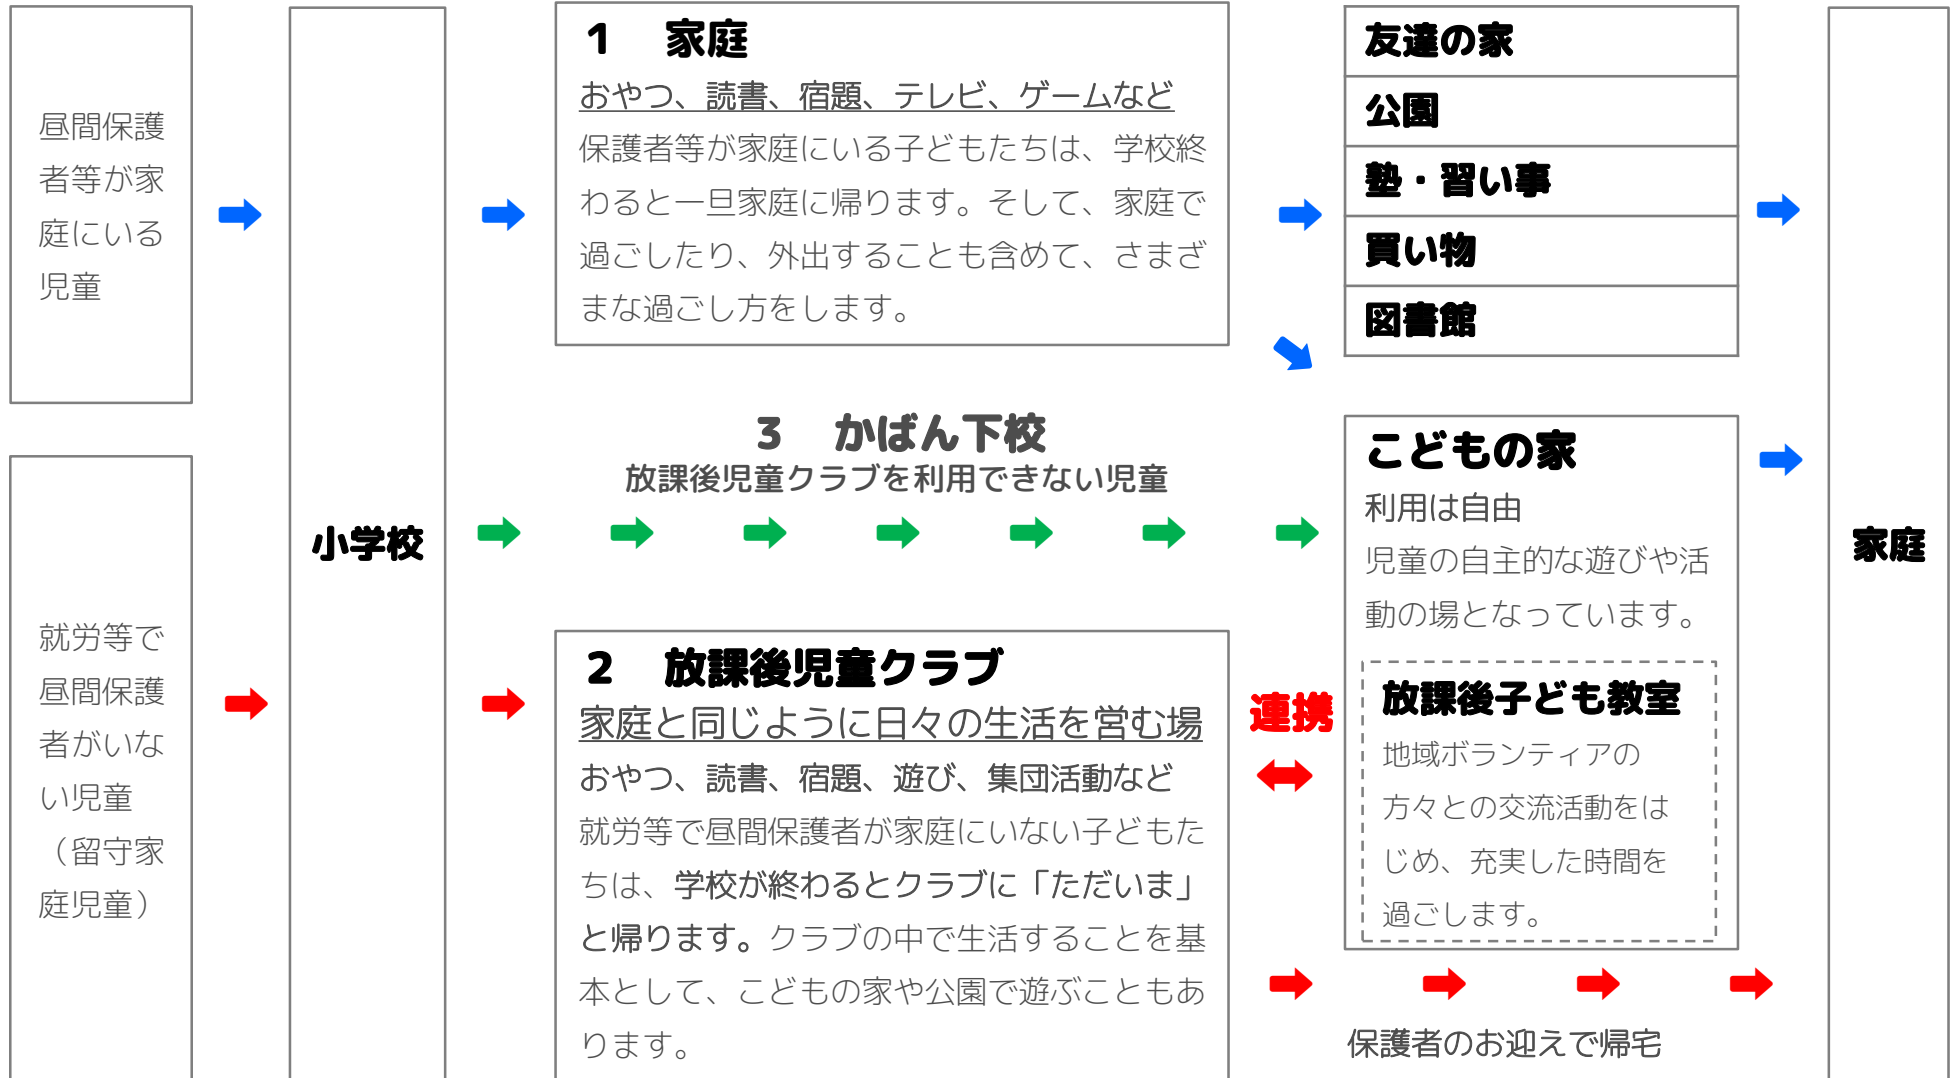 昼間保護
者等が家
庭にいる
児童
就労等で
昼間保護
者がいな
い児童
（留守家
庭児童）
小学校
1　家庭
おやつ、読書、宿題、テレビ、ゲームなど
保護者等が家庭にいる子どもたちは、学校終
わると一旦家庭に帰ります。そして、家庭で
過ごしたり、外出することも含めて、さまざ
まな過ごし方をします。
3　かばん下校
放課後児童クラブを利用できない児童
2　放課後児童クラブ
家庭と同じように日々の生活を営む場
おやつ、読書、宿題、遊び、集団活動など
就労等で昼間保護者が家庭にいない子どもた
ちは、学校が終わるとクラブに「ただいま」
と帰ります。クラブの中で生活することを基
本として、こどもの家や公園で遊ぶこともあ
ります。
連携
友達の家
公園
塾・習い事
買い物
図書館
こどもの家
利用は自由
児童の自主的な遊びや活
動の場となっています。
放課後子ども教室
地域ボランティアの
方々との交流活動をは
じめ、充実した時間を
過ごします。
保護者のお迎えで帰宅
家庭